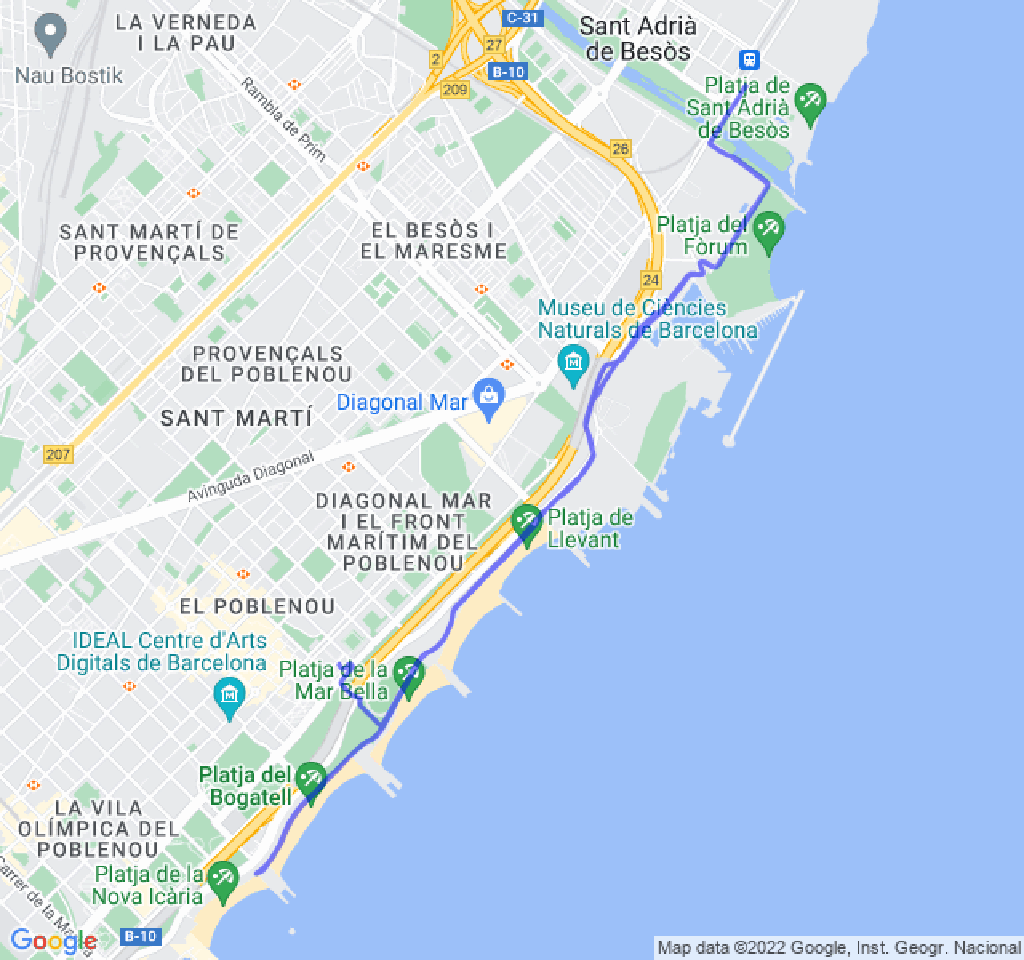 LA VERNEDA
I LA PAU
C-31
Sant Adrià
de Besòs
27
2
B-10
209
Nau Bostik
Platja de
Sant Adrià
de Besòs
Rambla de Prim
28
SANT MARTÍ DE
PROVENÇALS
EL BESÒS I
EL MARESME
Platja del
Fòrum
24
Museu de Ciències
Naturals de Barcelona
PROVENÇALS
DEL POBLENOU
Diagonal Mar
SANT MARTÍ
207
Avinguda Diagonal
DIAGONAL MAR
I EL FRONT
MARÍTIM DEL
POBLENOU
Platja de
Llevant
EL POBLENOU
IDEAL Centre d'Arts
Digitals de Barcelona
Platja de la
Mar Bella
Platja del
Bogatell
LA VILA
OLÍMPICA DEL
POBLENOU
Platja de la
Nova Icària
Carrer de la
B-10
Google
Map data ©2022 Google, Inst. Geogr. Nacional